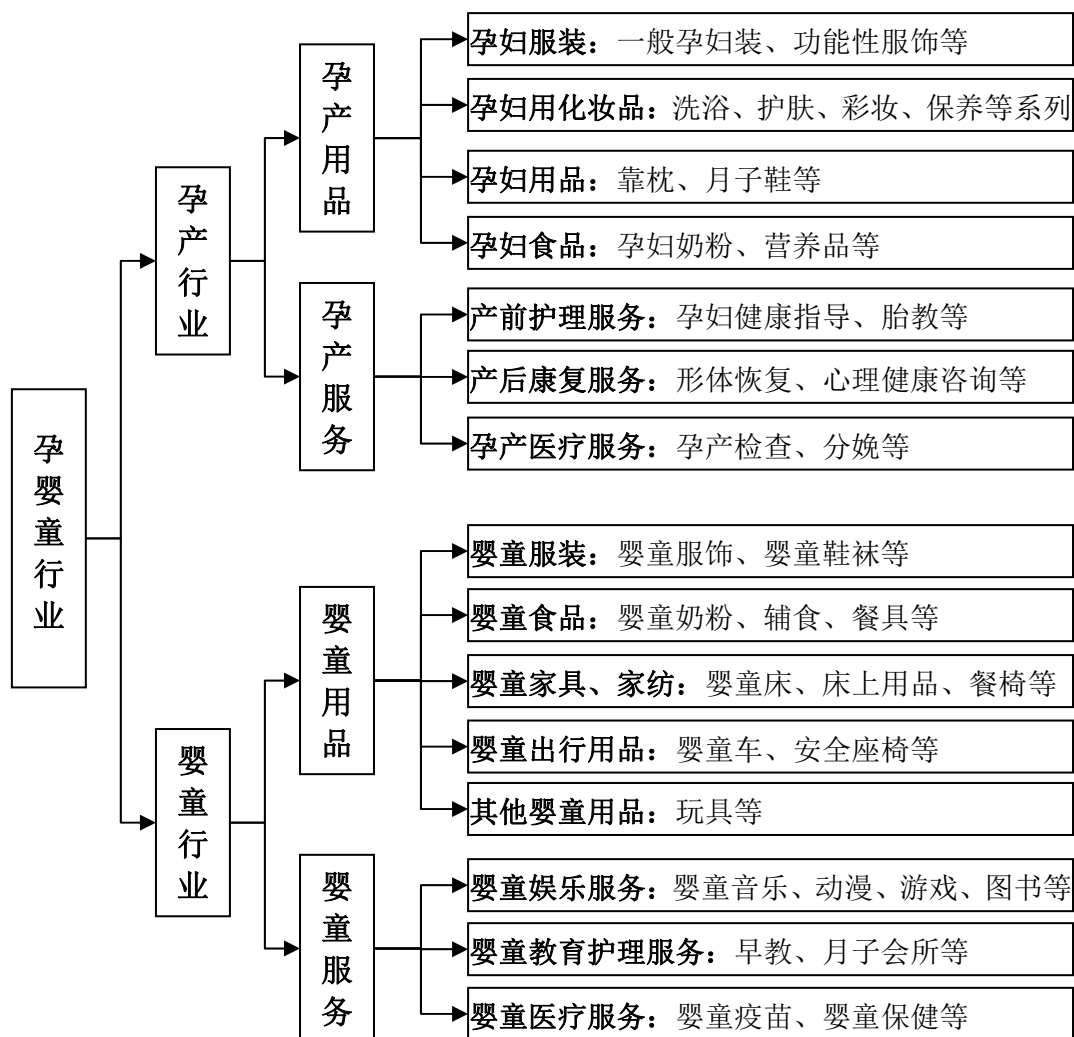 孕婴童行业
孕产行业
孕产用品
孕妇服装：一般孕妇装、功能性服饰等
孕妇用化妆品：洗浴、护肤、彩妆、保养等系列
孕妇用品：靠枕、月子鞋等
孕妇食品：孕妇奶粉、营养品等
孕产服务
产前护理服务：孕妇健康指导、胎教等
产后康复服务：形体恢复、心理健康咨询等
孕产医疗服务：孕产检查、分娩等
婴童行业
婴童用品
婴童服装：婴童服饰、婴童鞋袜等
婴童食品：婴童奶粉、辅食、餐具等
婴童家具、家纺：婴童床、床上用品、餐椅等
婴童出行用品：婴童车、安全座椅等
其他婴童用品：玩具等
婴童服务
婴童娱乐服务：婴童音乐、动漫、游戏、图书等
婴童教育护理服务：早教、月子会所等
婴童医疗服务：婴童疫苗、婴童保健等